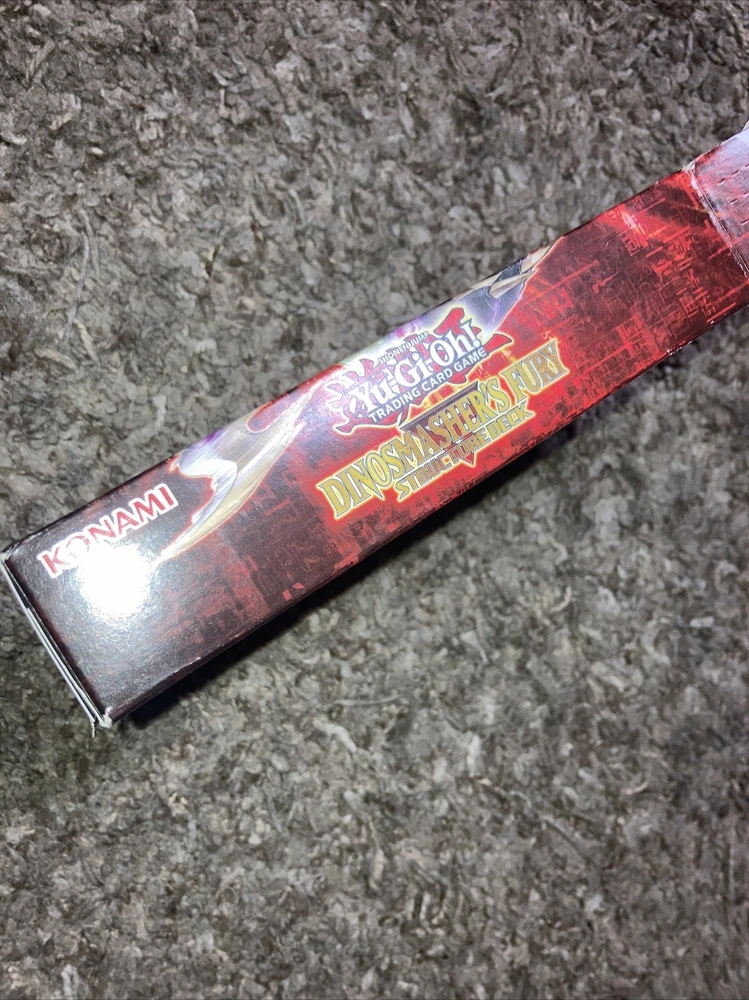 SHONEN JUMP
Yu-Gi-Oh!
TRADING CARD GAME
DINOSMASHER'S FURY
STRUCTURE DECK
KONAMI